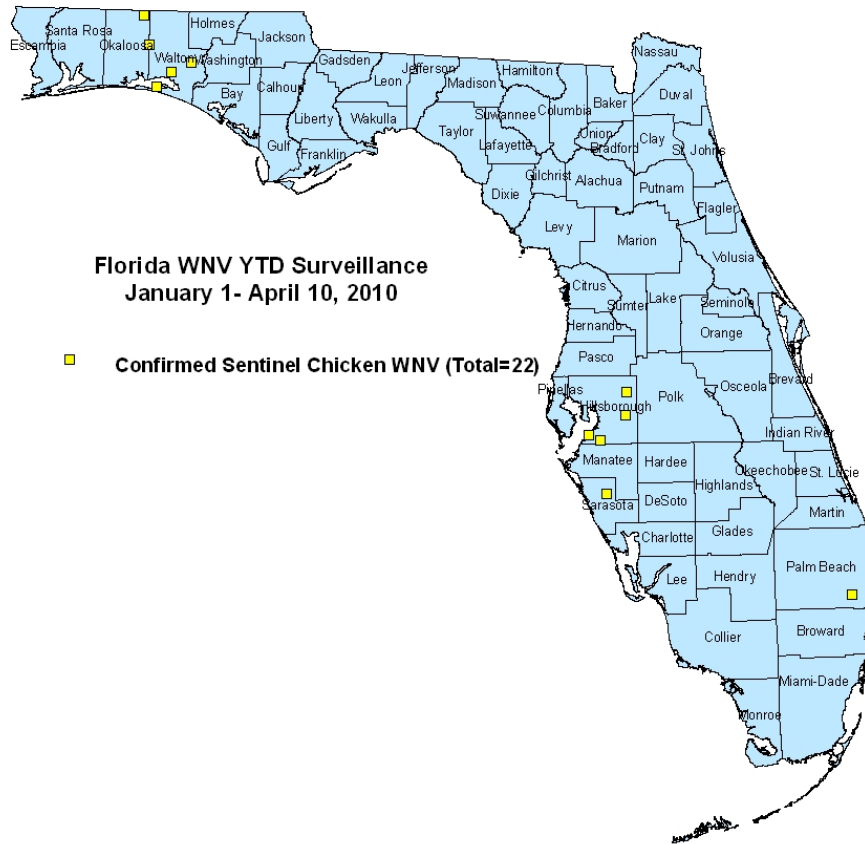 Holmes
Santa Rosa
Jackson
Escambia
Okaloosa
Walton
Washington
Bay
Calhoun
Gadsden
Leon
Jefferson
Madison
Hamilton
Liberty
Wakulla
Gulf
Franklin
Taylor
Suwannee
Columbia
Lafayette
Baker
Nassau
Duval
Union
Bradford
Clay
St. Johns
Gilchrist
Alachua
Putnam
Dixie
Flagler
Levy
Marion
Volusia
Florida WNV YTD Surveillance
January 1- April 10, 2010
Citrus
Sumter
Lake
Seminole
Hernando
Orange
Pasco
Confirmed Sentinel Chicken WNV (Total=22)
Pinellas
Hillsborough
Polk
Osceola
Brevard
Indian River
Manatee
Hardee
Okeechobee
St. Lucie
Highlands
Sarasota
DeSoto
Martin
Charlotte
Glades
Lee
Hendry
Palm Beach
Collier
Broward
Miami-Dade
Monroe